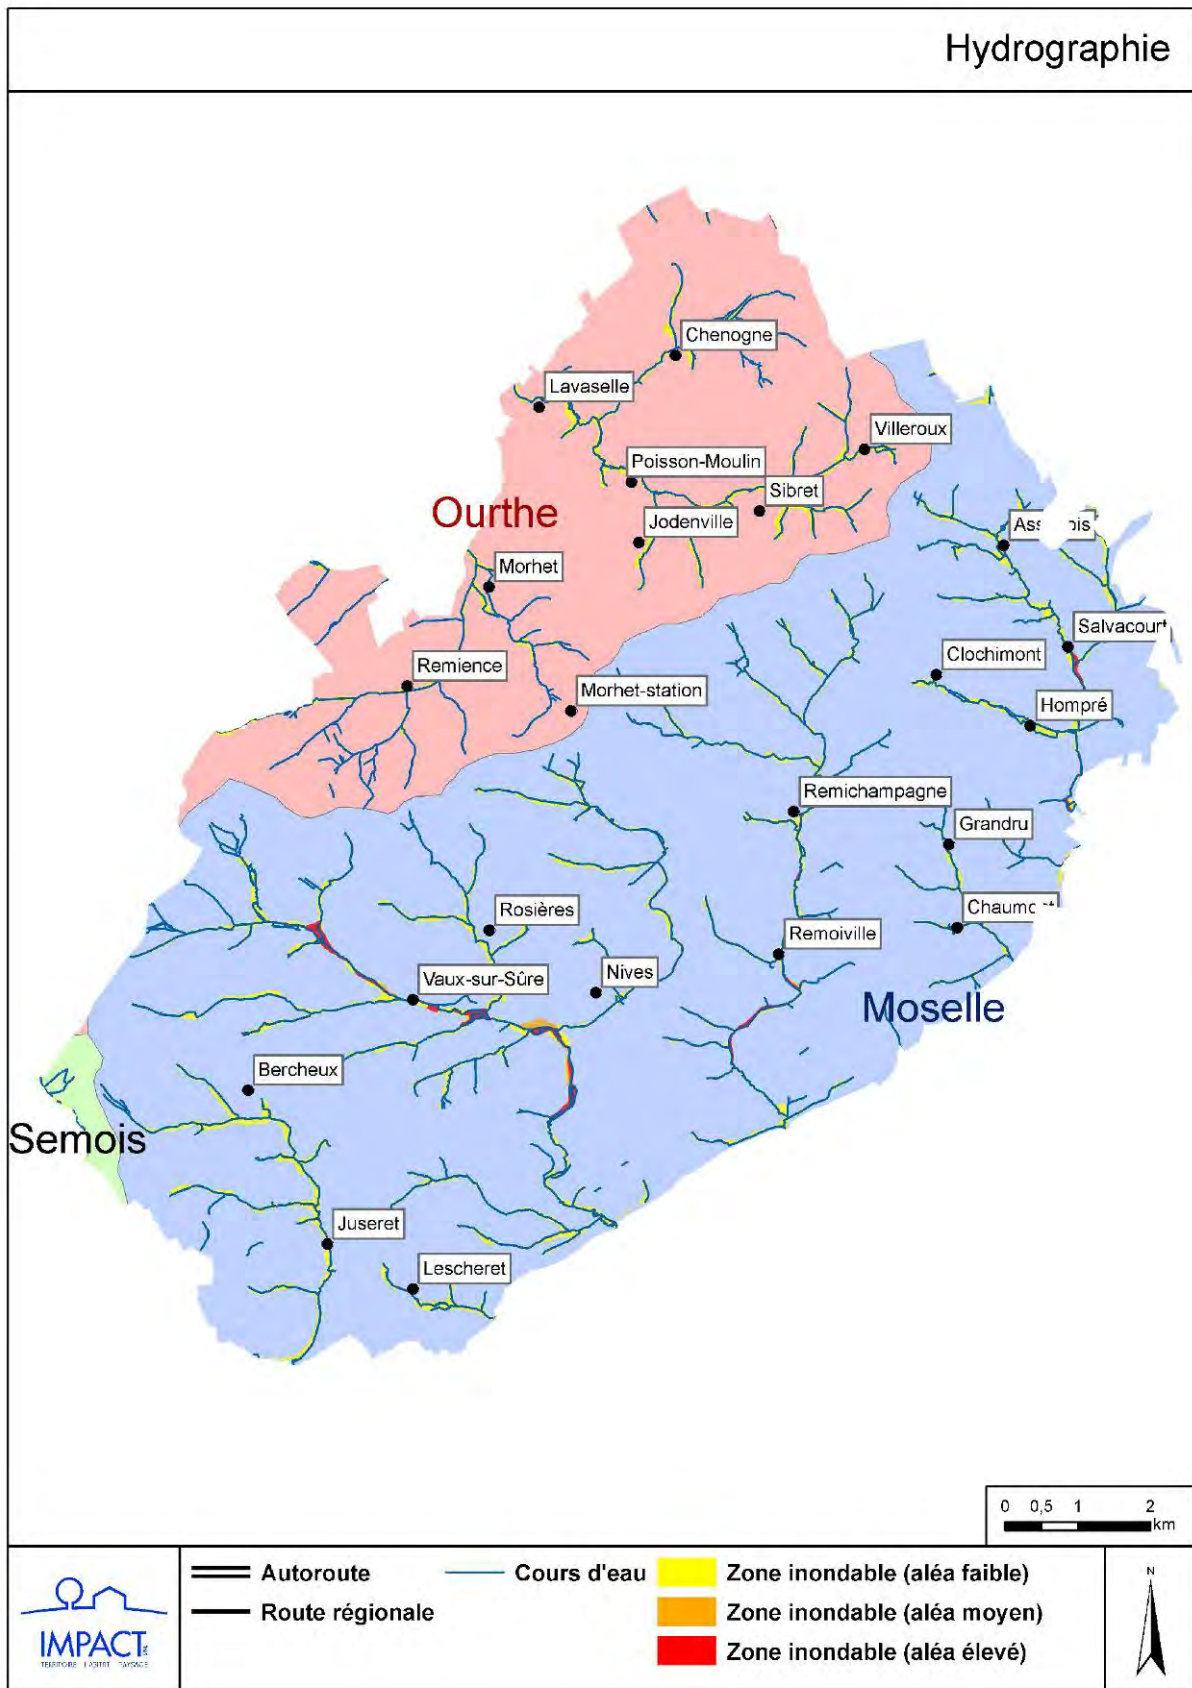 Hydrographie
Chenogne
Lavaselle
Villeroux
Poisson-Moulin
Sibret
Ourthe
Jodenville
Morhet
Salvacourt
Clochimont
Remience
Morhet-station
Hompré
Remichampagne
Grandru
Rosières
Remoiville
Nives
Vaux-sur-Sûre
Moselle
Bercheux
Semois
Juseret
Lescheret
0 0,5 1 2
km
Autoroute
Route régionale
Cours d'eau
Zone inondable (aléa faible)
Zone inondable (aléa moyen)
Zone inondable (aléa élevé)
N
IMPACT